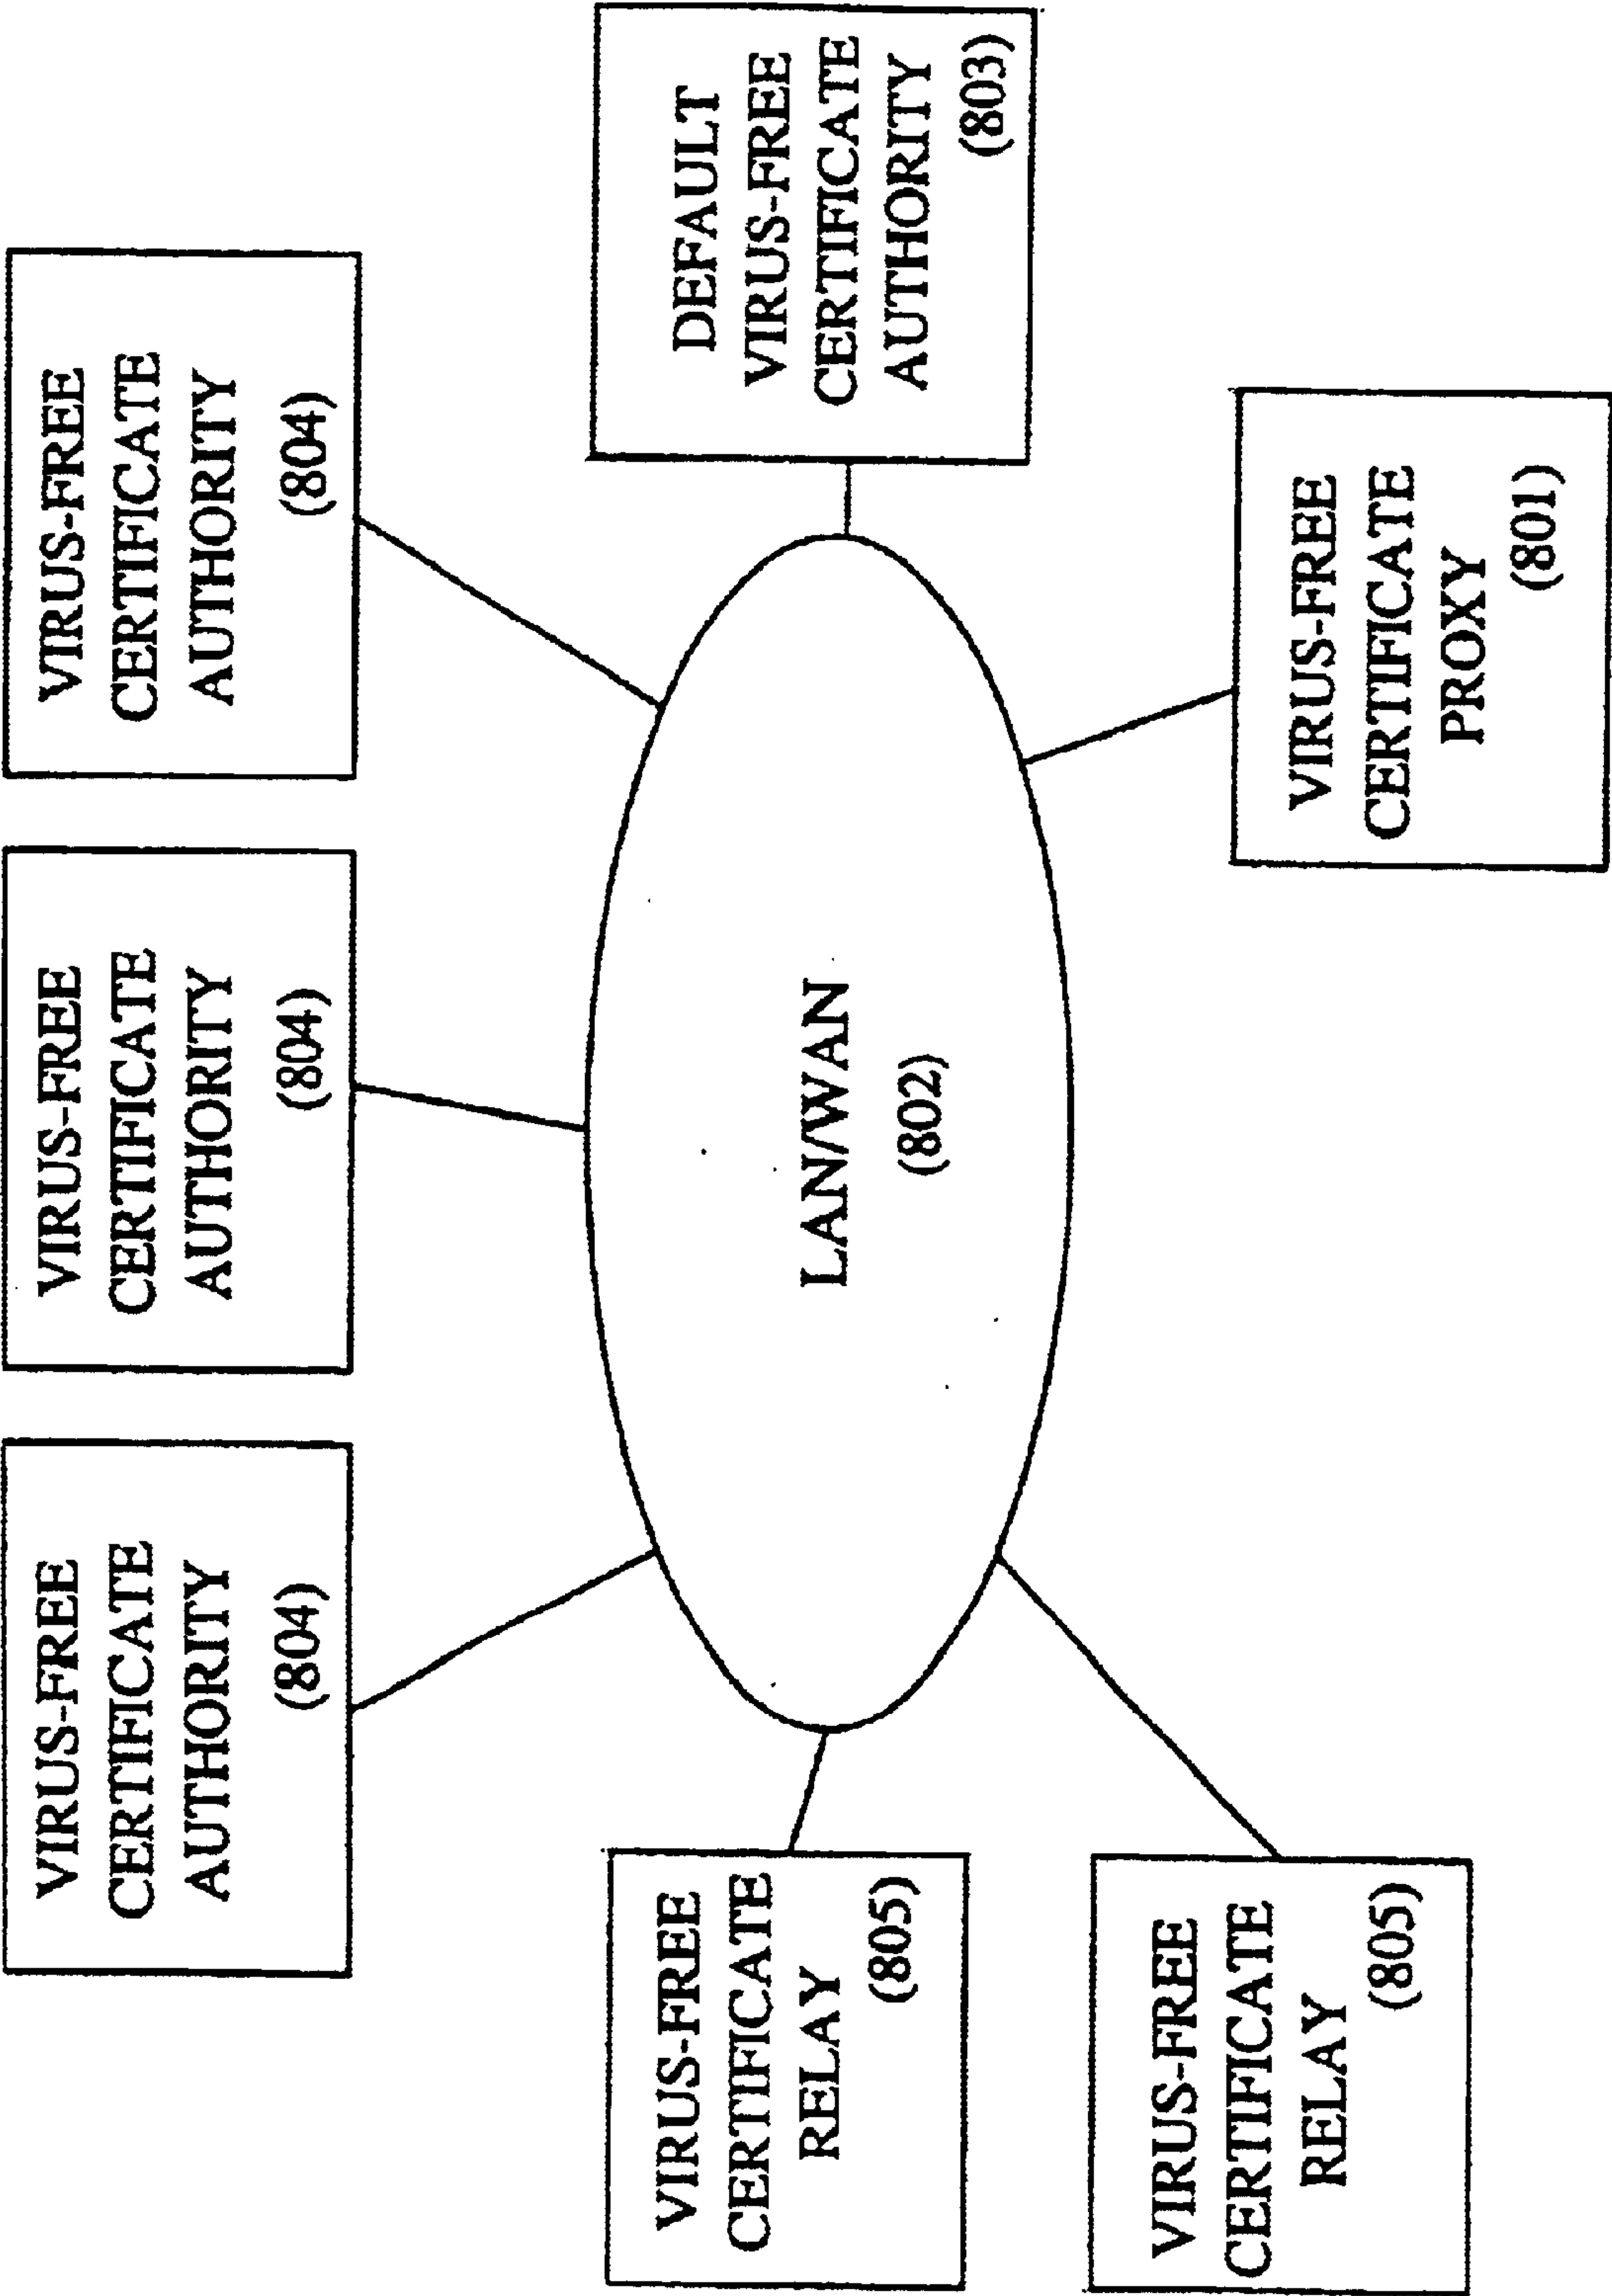 VIRUS-FREE
CERTIFICATE
AUTHORITY
(804)
VIRUS-FREE
CERTIFICATE
AUTHORITY
(804)
VIRUS-FREE
CERTIFICATE
AUTHORITY
(804)
VIRUS-FREE
CERTIFICATE
RELAY
(805)
LAN/WAN
(802)
DEFAULT
VIRUS-FREE
CERTIFICATE
AUTHORITY
(803)
VIRUS-FREE
CERTIFICATE
RELAY
(805)
VIRUS-FREE
CERTIFICATE
PROXY
(801)